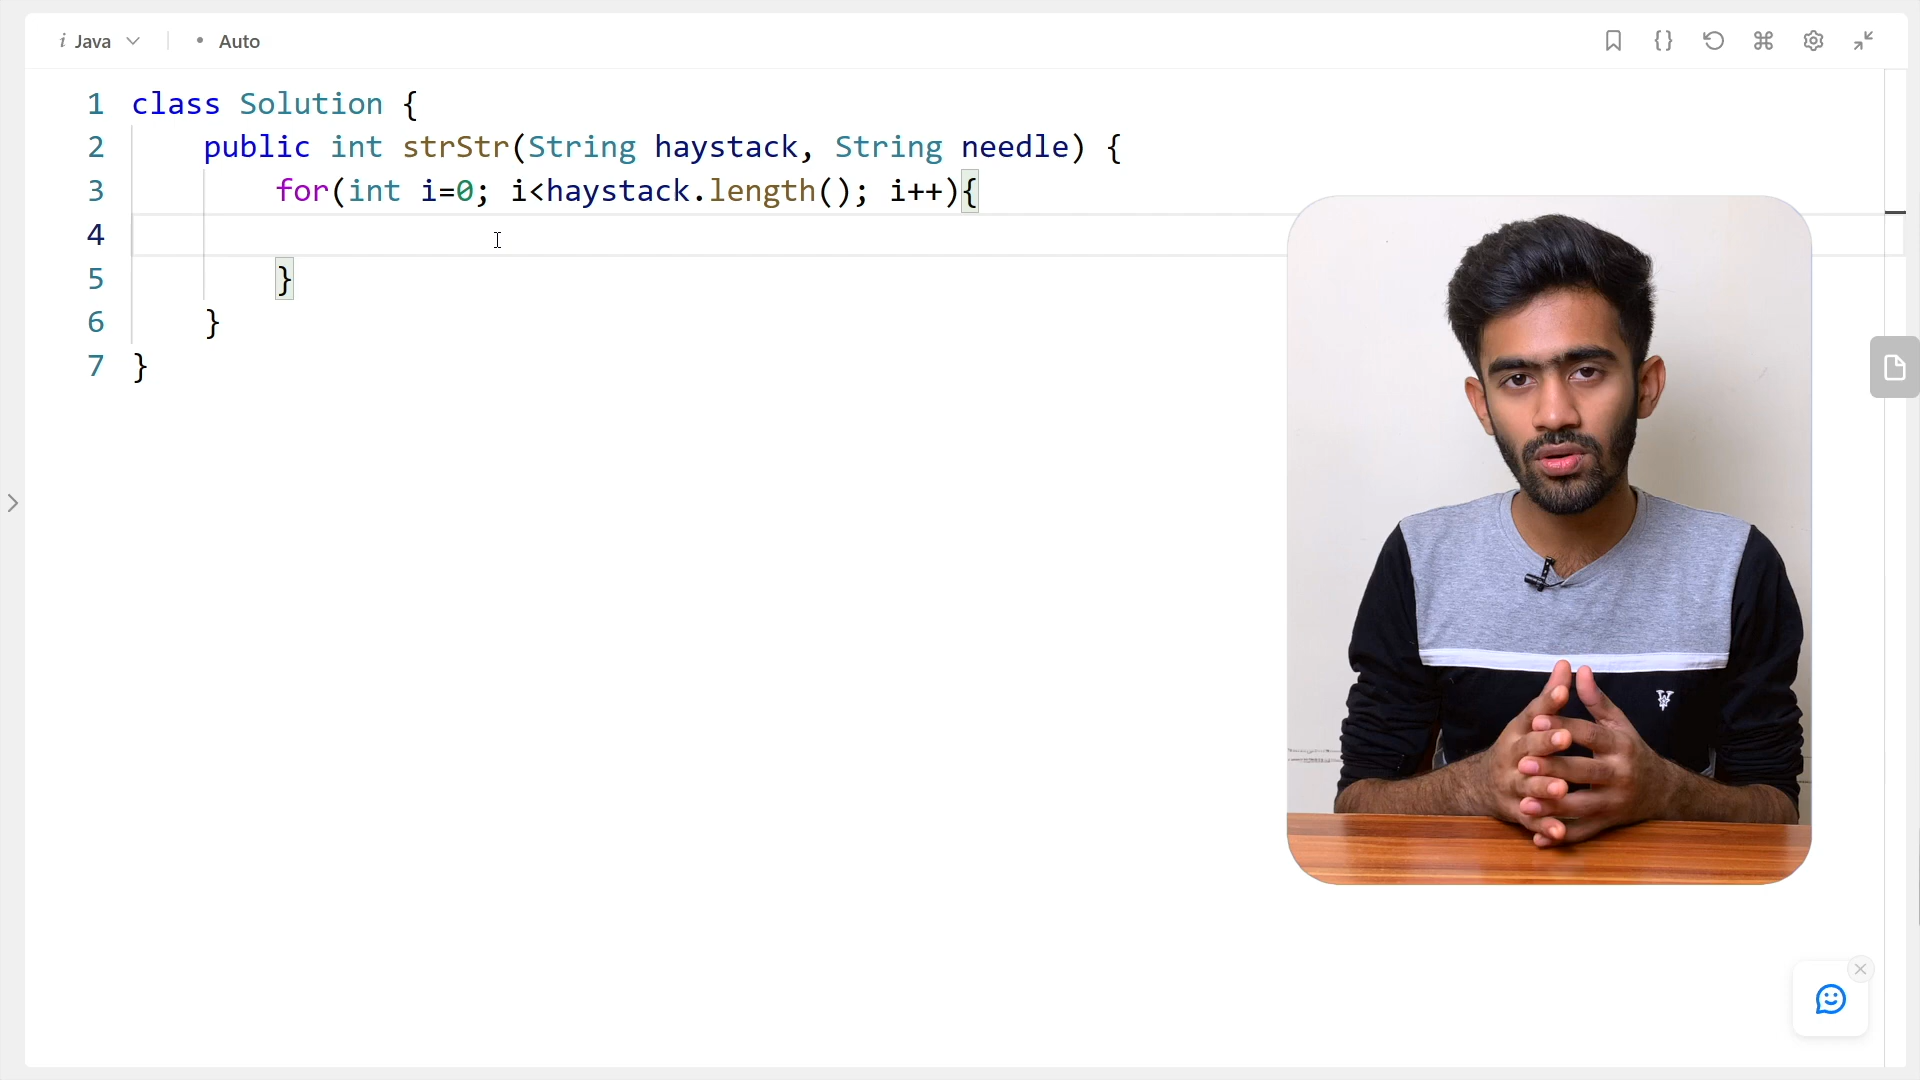 i Java
• Auto
1 class Solution {
2 public int strStr(String haystack, String needle) {
3 for(int i=0; i<haystack.length(); i++){
4
5 }
6 }
7 }